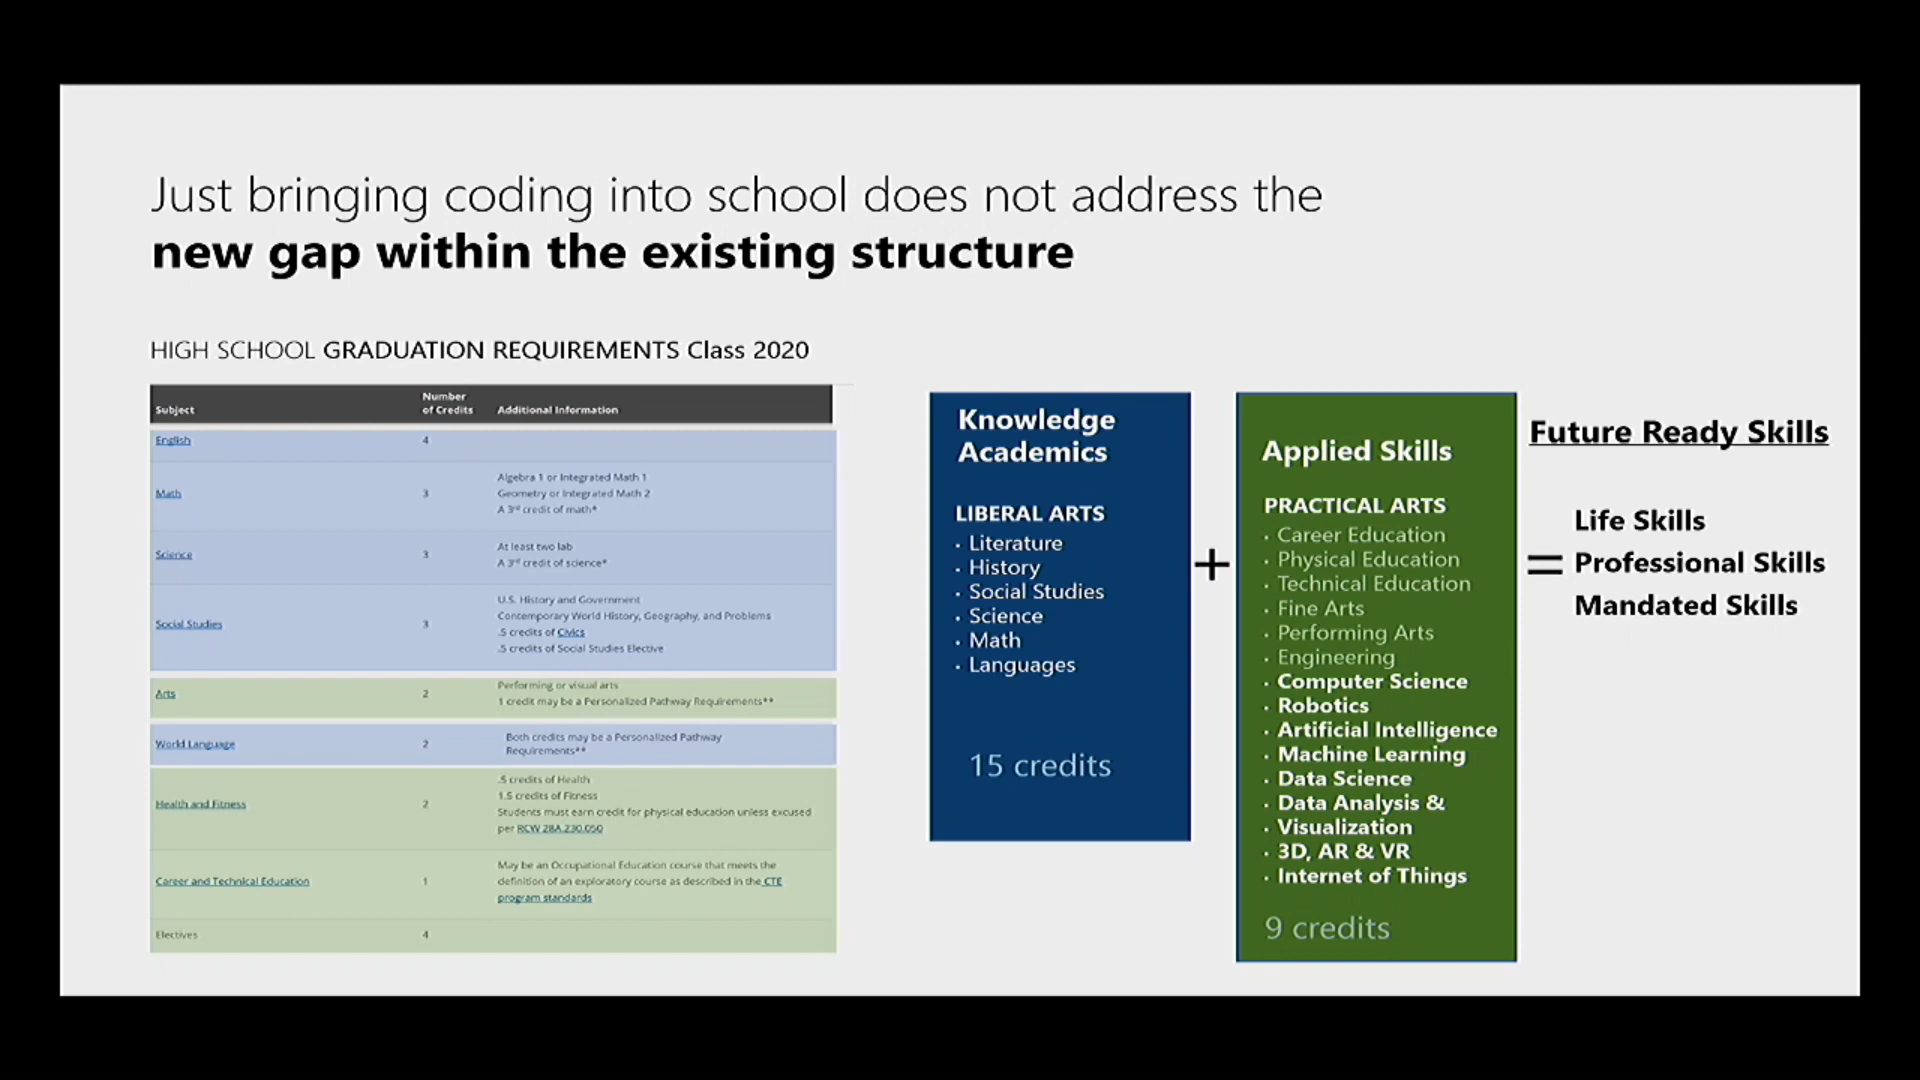 Just bringing coding into school does not address the
new gap within the existing structure
HIGH SCHOOL GRADUATION REQUIREMENTS Class 2020
Subject
Number
of Credits
Additional Information
English
4
Math
3
Algebra 1 or Integrated Math 1
Geometry or Integrated Math 2
A 3rd credit of math*
Science
3
At least two lab
A 3rd credit of science*
Social Studies
3
U.S. History and Government
Contemporary World History, Geography, and Problems
.5 credits of Civics
.5 credits of Social Studies Elective
Arts
2
Performing or visual arts
1 credit may be a Personalized Pathway Requirements**
World Language
2
Both credits may be a Personalized Pathway
Requirements**
Health and Fitness
2
.5 credits of Health
1.5 credits of Fitness
Students must earn credit for physical education unless excused
per RCW 28A.230.050
Career and Technical Education
1
May be an Occupational Education course that meets the
definition of an exploratory course as described in the CTE
program standards
Electives
4
Knowledge
Academics
LIBERAL ARTS
· Literature
· History
· Social Studies
· Science
· Math
· Languages
15 credits
+
Applied Skills
PRACTICAL ARTS
· Career Education
· Physical Education
· Technical Education
· Fine Arts
· Performing Arts
· Engineering
· Computer Science
· Robotics
· Artificial Intelligence
· Machine Learning
· Data Science
· Data Analysis &
· Visualization
· 3D, AR & VR
· Internet of Things
9 credits
=
Future Ready Skills
Life Skills
Professional Skills
Mandated Skills